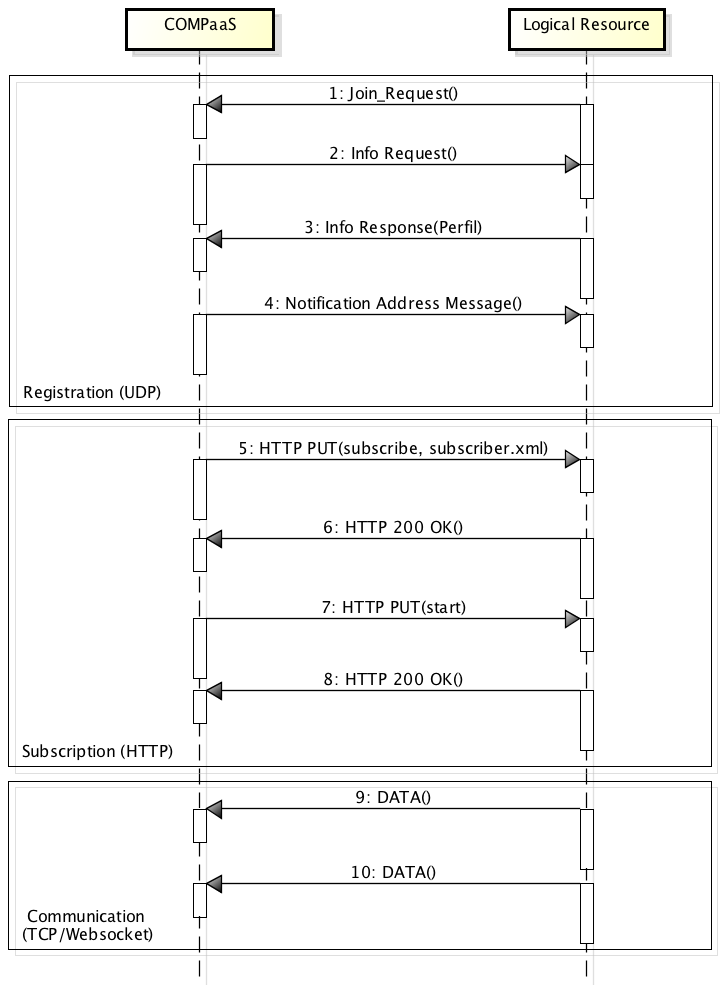 COMPaaS
Logical Resource
1: Join_Request()
2: Info Request()
3: Info Response(Perfil)
4: Notification Address Message()
Registration (UDP)
5: HTTP PUT(subscribe, subscriber.xml)
6: HTTP 200 OK()
7: HTTP PUT(start)
8: HTTP 200 OK()
Subscription (HTTP)
9: DATA()
10: DATA()
Communication
(TCP/Websocket)